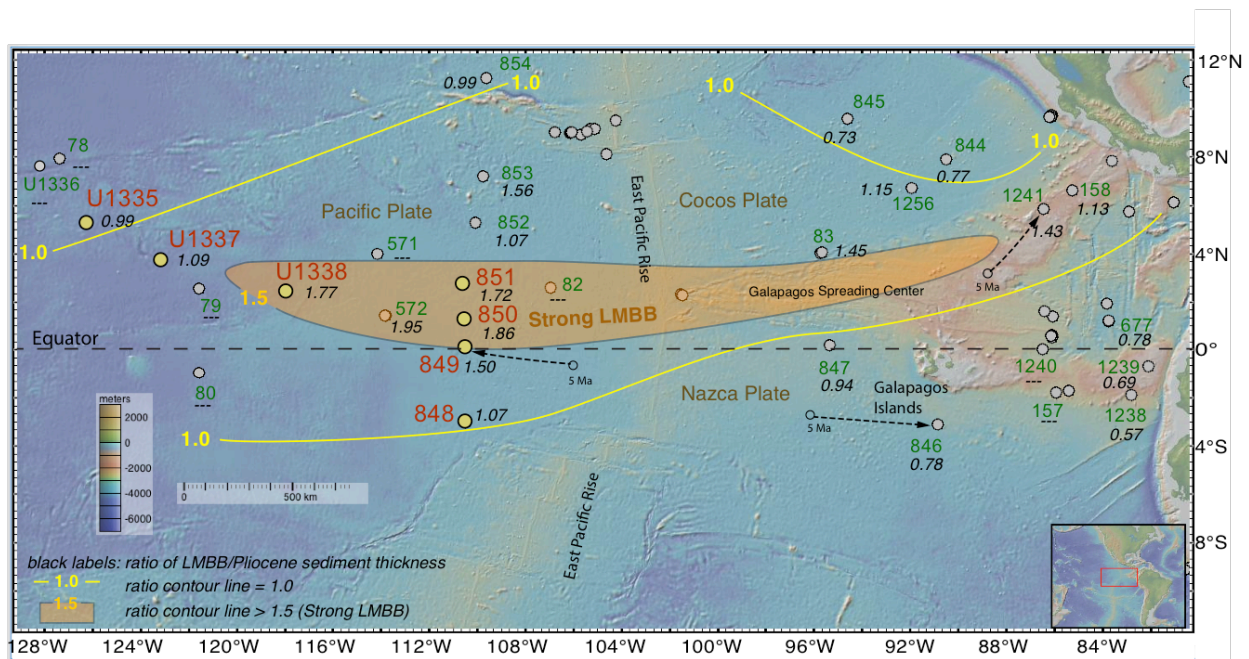 854
0.99
1.0
1.0
12°W
845
0.73
78
---
U1336
---
U1335
0.99
853
1.56
844
0.77
1.0
8°W
1.15
1256
1241
1.43
158
1.13
Pacific Plate
East Pacific Rise
Cocos Plate
852
1.07
U1337
1.09
1.0
571
---
83
1.45
4°W
U1338
1.77
1.5
851
1.72
82
---
5 Ma
Galapagos Spreading Center
79
---
572
1.95
850
1.86
Strong LMBB
677
0.78
Equator
0°
849
1.50
5 Ma
847
0.94
1240
---
1239
0.69
80
---
Nazca Plate
Galapagos
Islands
157
---
1238
0.57
848
1.07
5 Ma
846
0.78
1.0
4°S
meters
2000
0
-2000
-4000
-6000
0
500 km
East Pacific Rise
8°S
black labels: ratio of LMBB/Pliocene sediment thickness
1.0
ratio contour line = 1.0
1.5
ratio contour line > 1.5 (Strong LMBB)
128°W
124°W
120°W
116°W
112°W
108°W
104°W
100°W
96°W
92°W
88°W
84°W